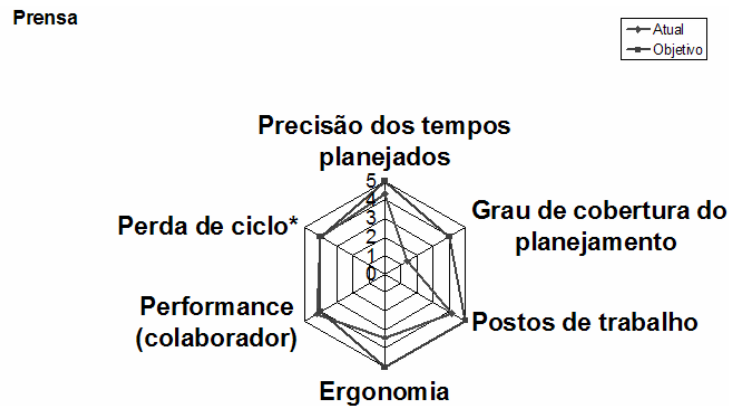 Prensa
Atual
Objetivo
Precisão dos tempos
planejados
5
4
3
2
1
0
Grau de cobertura do
planejamento
Postos de trabalho
Ergonomia
Performance
(colaborador)
Perda de ciclo*